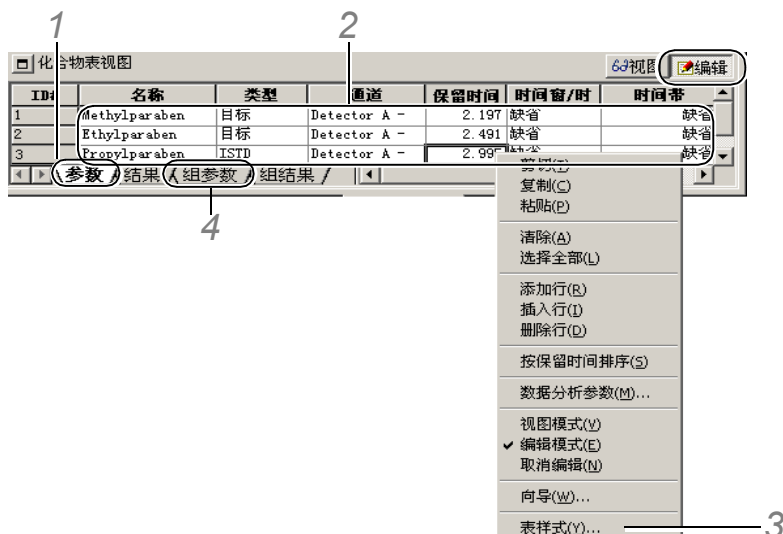 1 2
化合物表视图 视图 编辑
ID# 名称 类型 通道 保留时间 时间窗/时 时间带
1 Methylparaben 目标 Detector A - 2.197 缺省 缺省
2 Ethylparaben 目标 Detector A - 2.491 缺省 缺省
3 Propylparaben ISTD Detector A - 2.995 缺省 缺省
参数 结果 组参数 组结果
4
复制(C)
粘贴(P)
清除(A)
选择全部(L)
添加行(R)
插入行(I)
删除行(D)
按保留时间排序(S)
数据分析参数(M)...
视图模式(V)
编辑模式(E)
取消编辑(N)
向导(W)...
表样式(Y)... 3